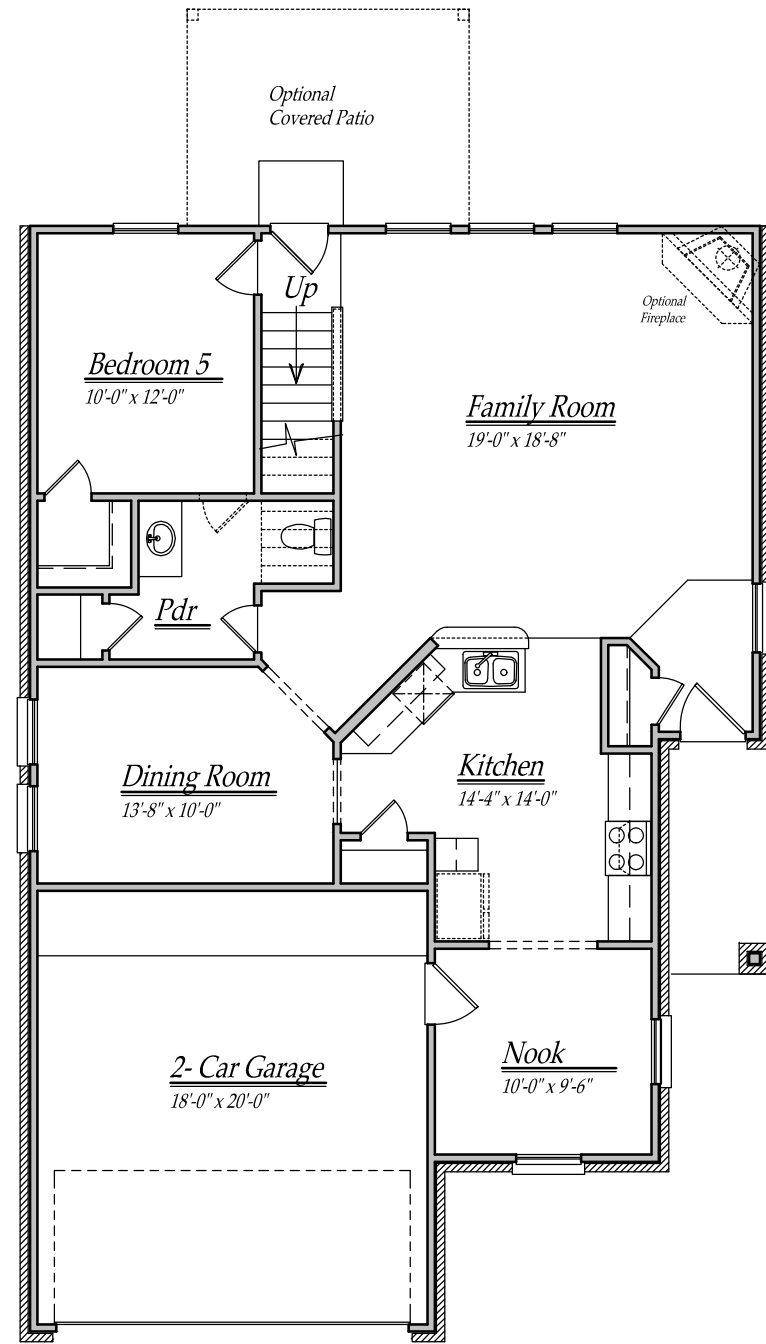 Optional
Covered Patio
Up
Optional
Fireplace
Bedroom 5
10'-0" x 12'-0"
Family Room
19'-0" x 18'-8"
Pdr
Dining Room
13'-8" x 10'-0"
Kitchen
14'-4" x 14'-0"
2- Car Garage
18'-0" x 20'-0"
Nook
10'-0" x 9'-6"